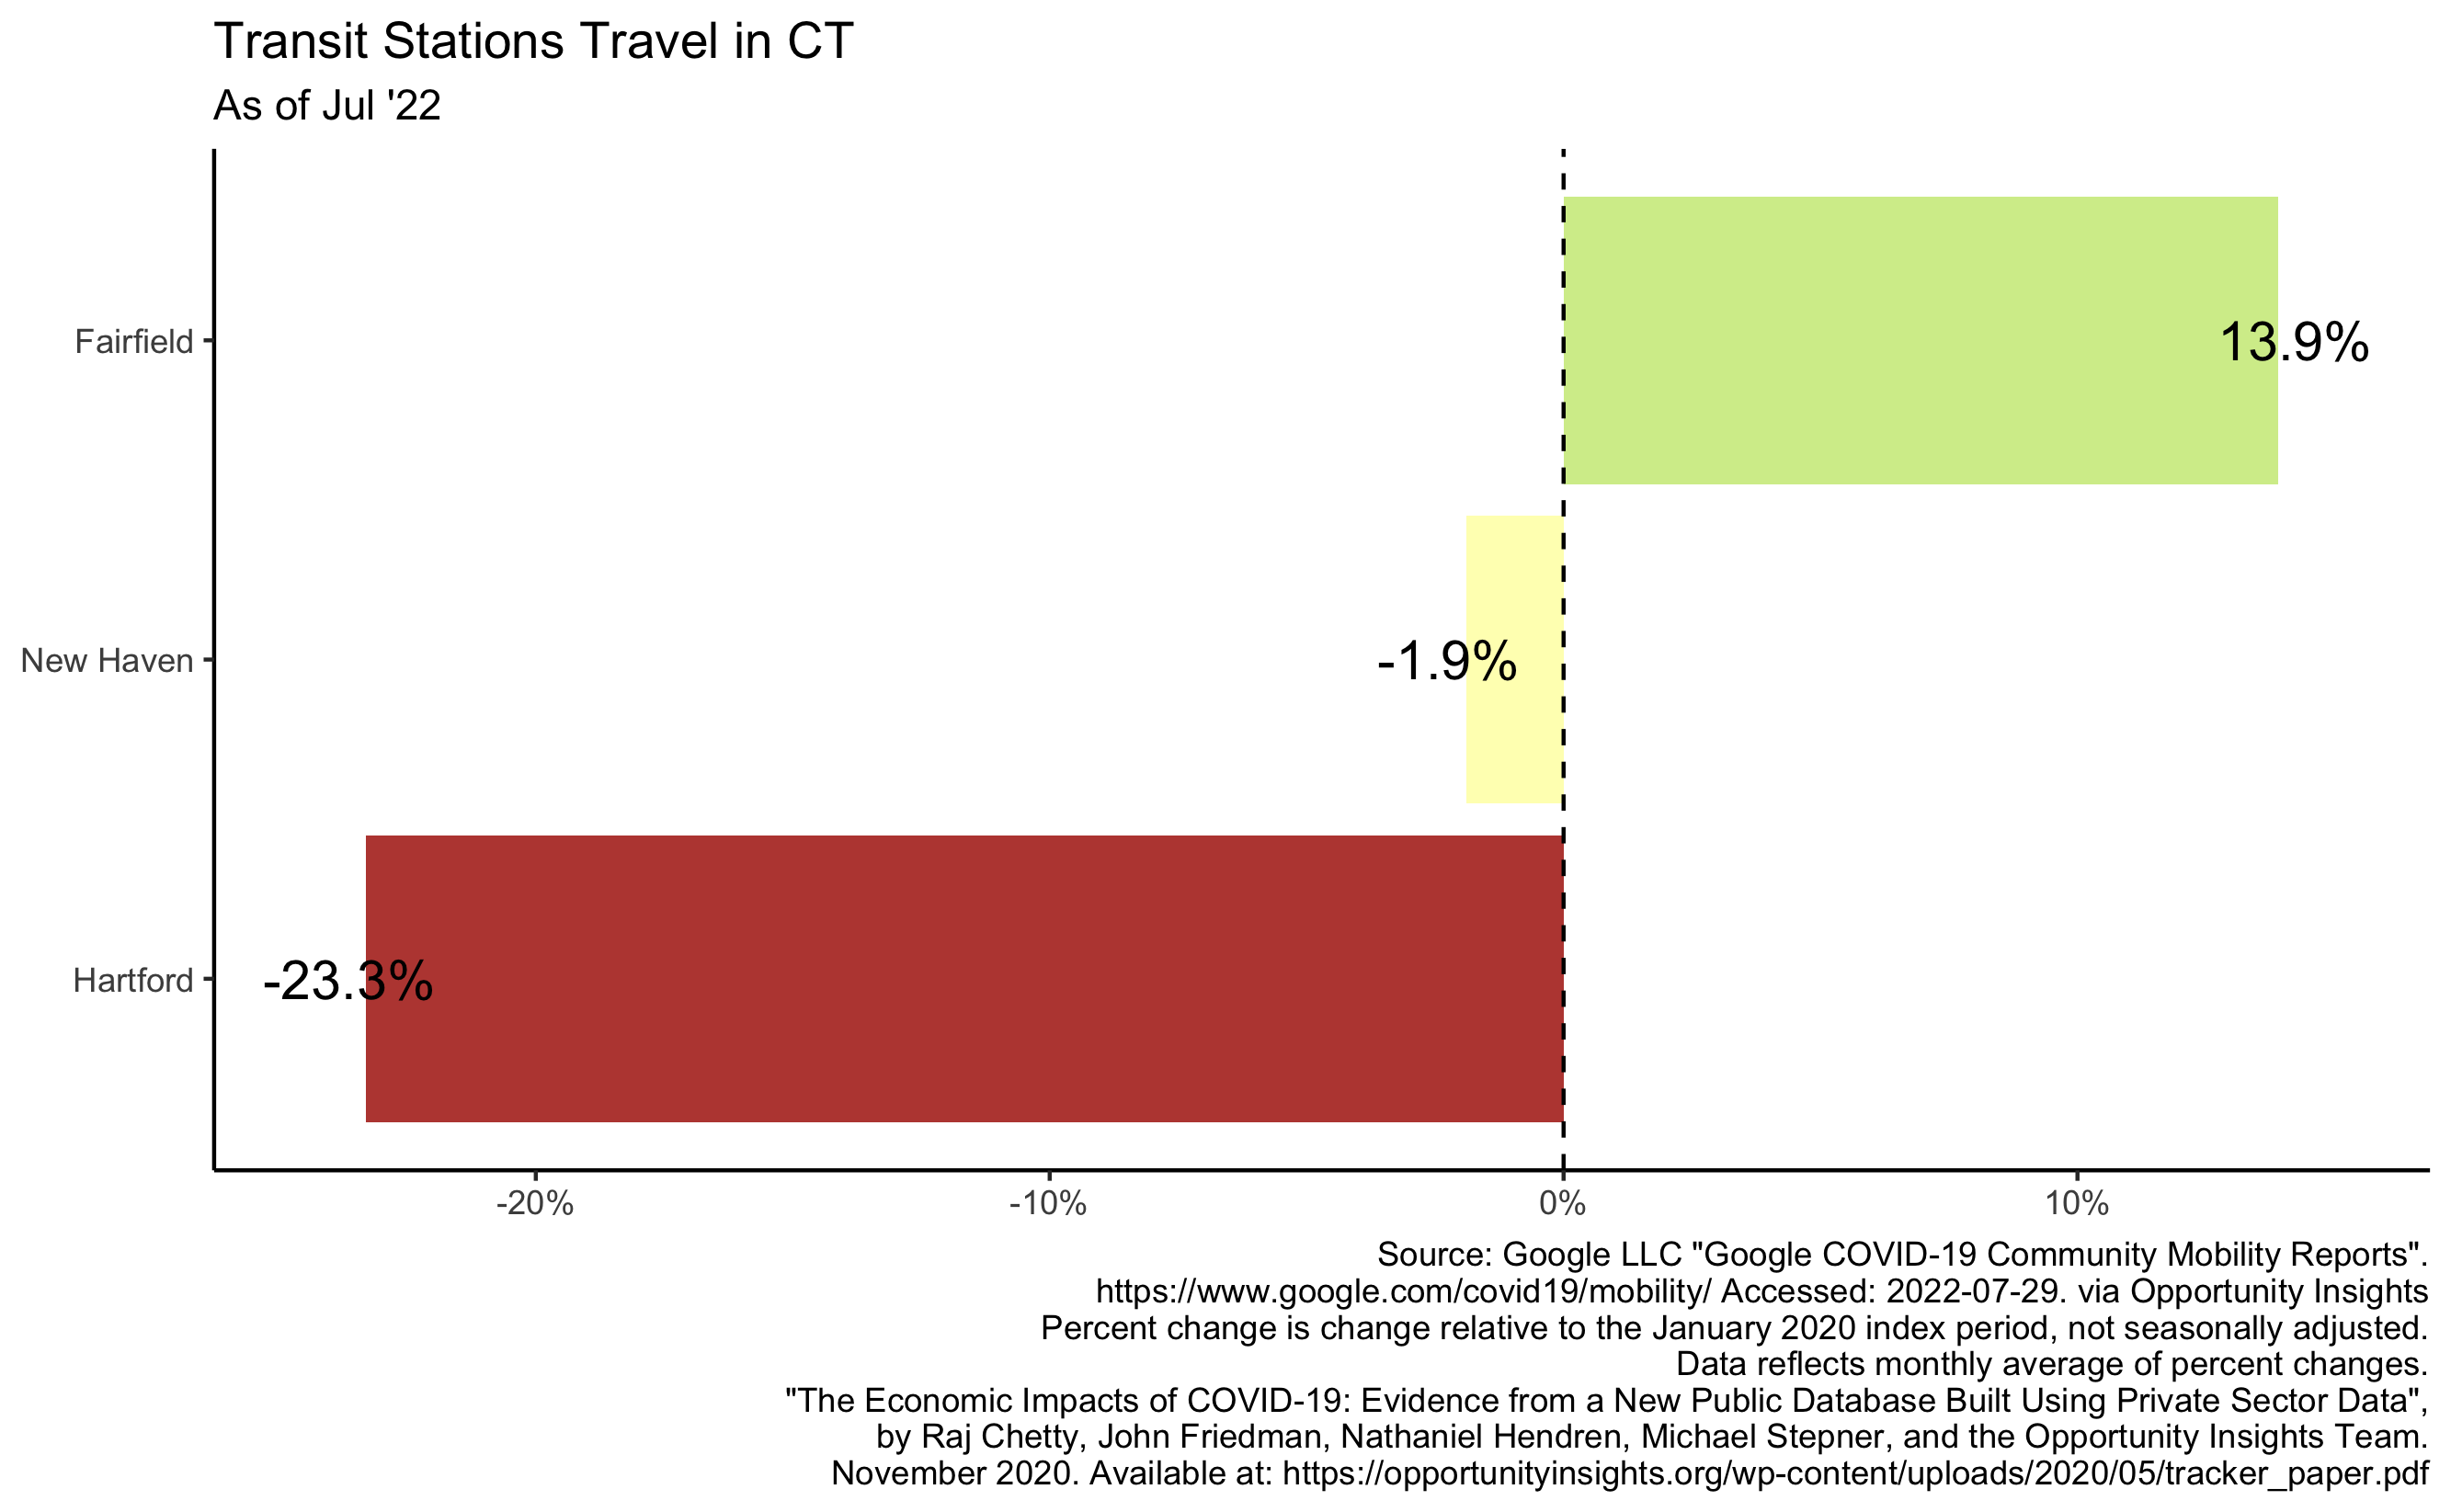 Transit Stations Travel in CT
As of Jul '22
Fairfield
13.9%
New Haven
-1.9%
Hartford
-23.3%
-20%
-10%
0%
10%
Source: Google LLC "Google COVID-19 Community Mobility Reports".
https://www.google.com/covid19/mobility/ Accessed: 2022-07-29. via Opportunity Insights
Percent change is change relative to the January 2020 index period, not seasonally adjusted.
Data reflects monthly average of percent changes.
"The Economic Impacts of COVID-19: Evidence from a New Public Database Built Using Private Sector Data",
by Raj Chetty, John Friedman, Nathaniel Hendren, Michael Stepner, and the Opportunity Insights Team.
November 2020. Available at: https://opportunityinsights.org/wp-content/uploads/2020/05/tracker_paper.pdf